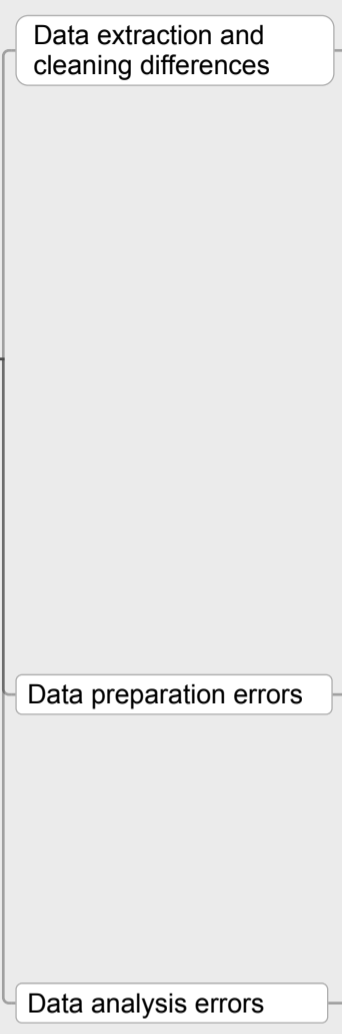 Data extraction and
cleaning differences
Data preparation errors
Data analysis errors